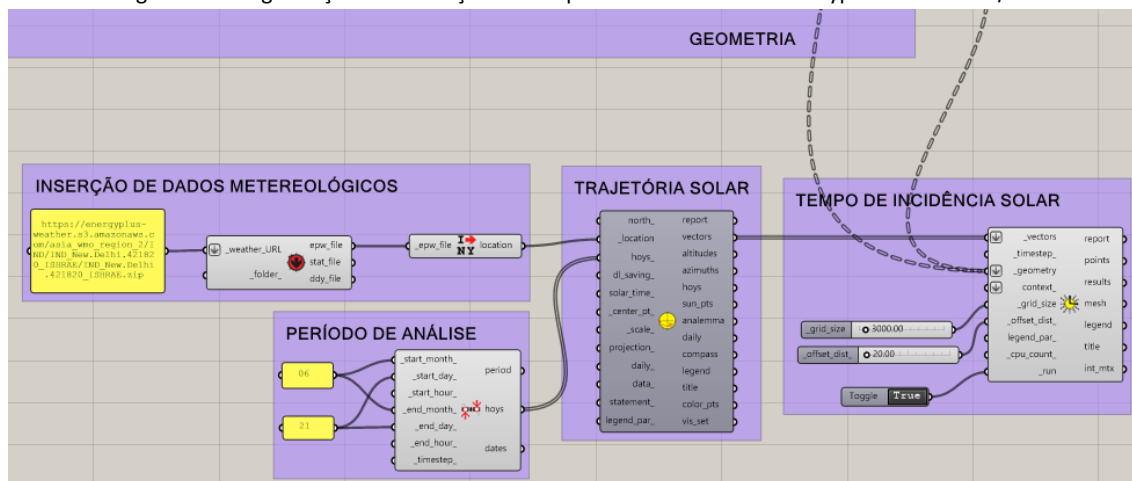 GEOMETRIA
INSERÇÃO DE DADOS METEREOLÓGICOS
https://energyplus-
weather.s3.amazonaws.c
om/asia_wmo_region_2/I
ND/IND_New.Delhi.42182
0_ISHRAE/IND_New.Delhi
.421820_ISHRAE.zip
_weather_URL
_folder_
epw_file
stat_file
ddy_file
_epw_file
I
N Y
location
PERÍODO DE ANÁLISE
06
21
_start_month_
_start_day_
_start_hour_
_end_month_
_end_day_
_end_hour_
_timestep_
period
hoys
dates
TRAJETÓRIA SOLAR
north_
_location
hoys_
dl_saving_
solar_time_
_center_pt_
_scale_
projection_
daily_
data_
statement_
legend_par_
report
vectors
altitudes
azimuths
hoys
sun_pts
analemma
daily
compass
legend
title
color_pts
vis_set
TEMPO DE INCIDÊNCIA SOLAR
_grid_size
3000.00
_offset_dist_
20.00
Toggle
True
_vectors
_timestep_
_geometry
context_
_grid_size
_offset_dist_
legend_par_
_cpu_count_
_run
report
points
results
mesh
legend
title
int_mtx